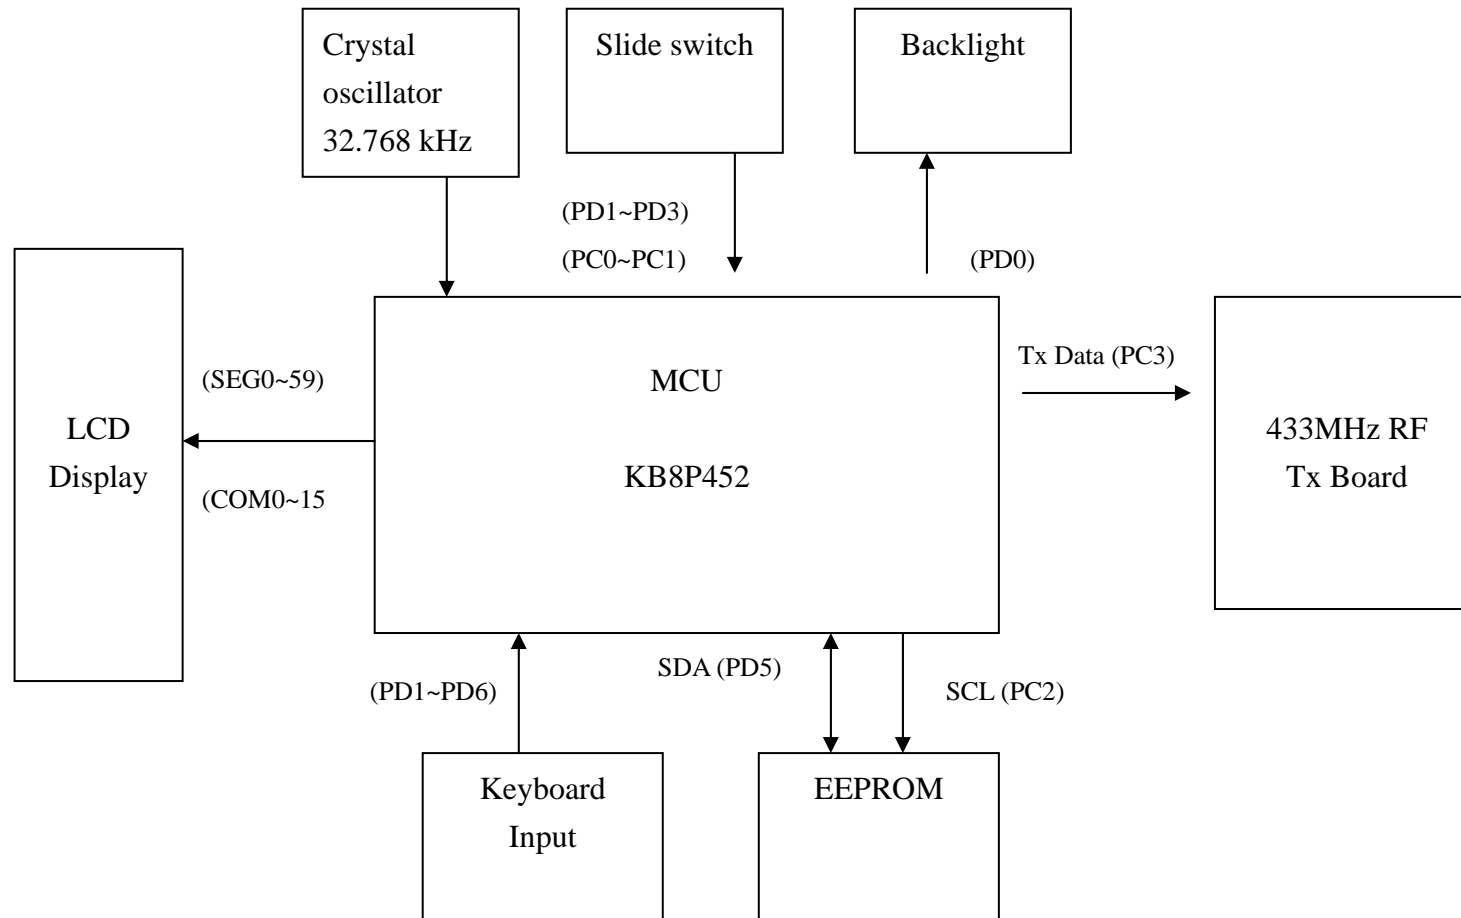 Crystal
oscillator
32.768 kHz
Slide switch
Backlight
(PD1~PD3)
(PC0~PC1)
(PD0)
LCD
Display
(SEG0~59)
(COM0~15
MCU
KB8P452
Tx Data (PC3)
433MHz RF
Tx Board
(PD1~PD6)
SDA (PD5)
SCL (PC2)
Keyboard
Input
EEPROM